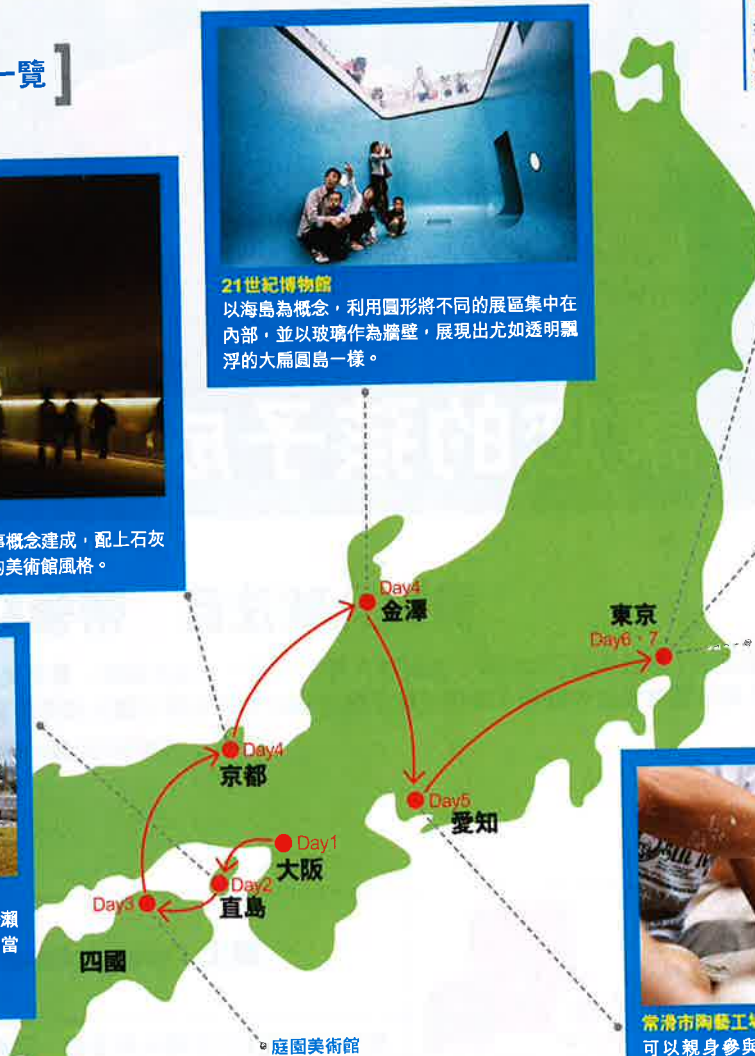 一覽
21世紀博物館
以海島為概念，利用圓形將不同的展區集中在
內部，並以玻璃作為牆壁，展現出尤如透明飄
浮的大扁圓島一樣。
概念建成，配上石灰
的美術館風格。
Day4
金澤
東京
Day6、7
Day4
京都
Day5
愛知
Day1
大阪
Day2
直島
Day3
四國
瀨
當
庭園美術館
常滑市陶藝工
可以親身參與